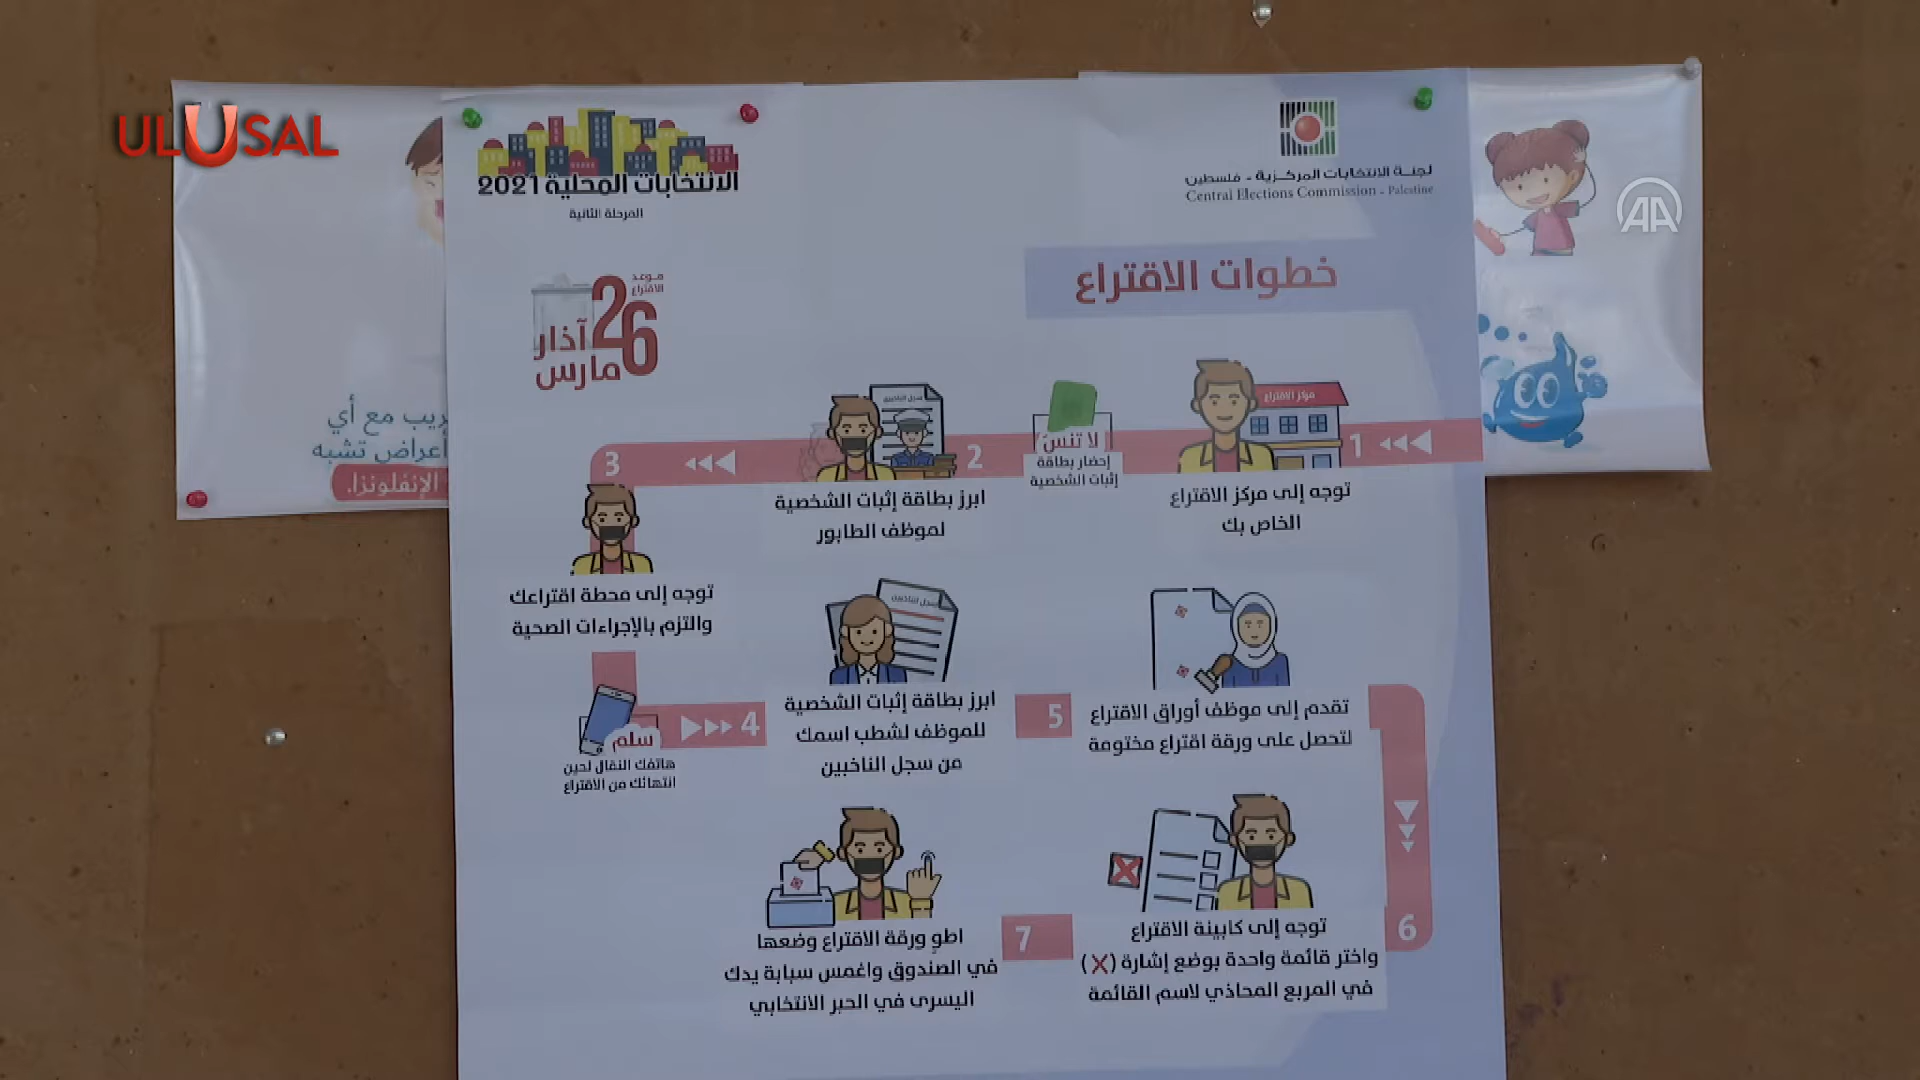 ULUSAL
AA
الانتخابات المحلية 2021
المرحلة الثانية
لجنة الانتخابات المركزية - فلسطين
Central Elections Commission - Palestine
خطوات الاقتراع
موعد
الاقتراع
26
آذار
مارس
مركز الاقتراع
1
توجه إلى مركز الاقتراع
الخاص بك
لا تنسَ
إحضار بطاقة
إثبات الشخصية
سجل الناخبين
2
ابرز بطاقة إثبات الشخصية
لموظف الطابور
3
توجه إلى محطة اقتراعك
والتزم بالإجراءات الصحية
سلم
هاتفك النقال لحين
انتهائك من الاقتراع
4
سجل الناخبين
ابرز بطاقة إثبات الشخصية
للموظف لشطب اسمك
من سجل الناخبين
5
تقدم إلى موظف أوراق الاقتراع
لتحصل على ورقة اقتراع مختومة
6
توجه إلى كابينة الاقتراع
واختر قائمة واحدة بوضع إشارة (X)
في المربع المحاذي لاسم القائمة
7
اطوِ ورقة الاقتراع وضعها
في الصندوق واغمس سبابة يدك
اليسرى في الحبر الانتخابي
مع أي
أعراض تشبه
الإنفلونزا.